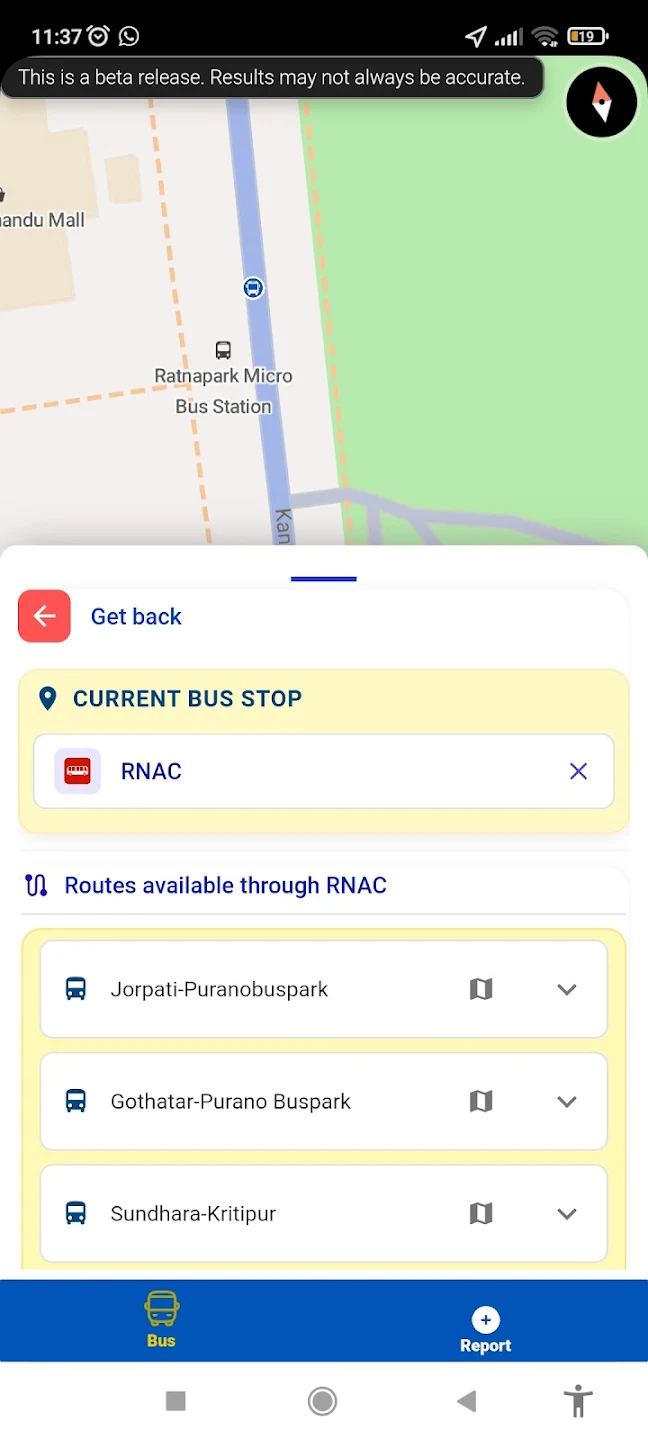 11:37
19
This is a beta release. Results may not always be accurate.
andu Mall
Ratnapark Micro
Bus Station
Kan
Get back
CURRENT BUS STOP
RNAC
Routes available through RNAC
Jorpati-Puranobuspark
Gothatar-Purano Buspark
Sundhara-Kritipur
Bus
Report